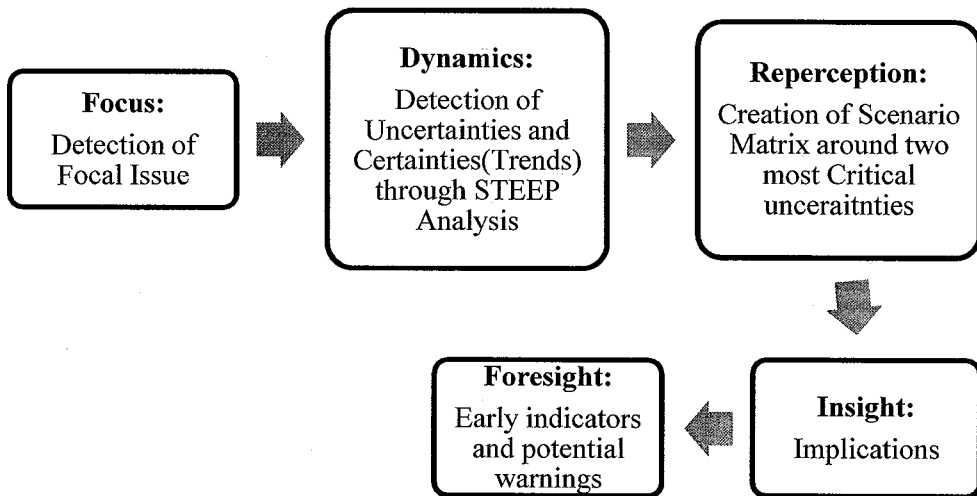 Focus:
Detection of
Focal Issue
Dynamics:
Detection of
Uncertainties and
Certainties(Trends)
through STEEP
Analysis
Reperception:
Creation of Scenario
Matrix around two
most Critical
unceraitnties
Insight:
Implications
Foresight:
Early indicators
and potential
warnings